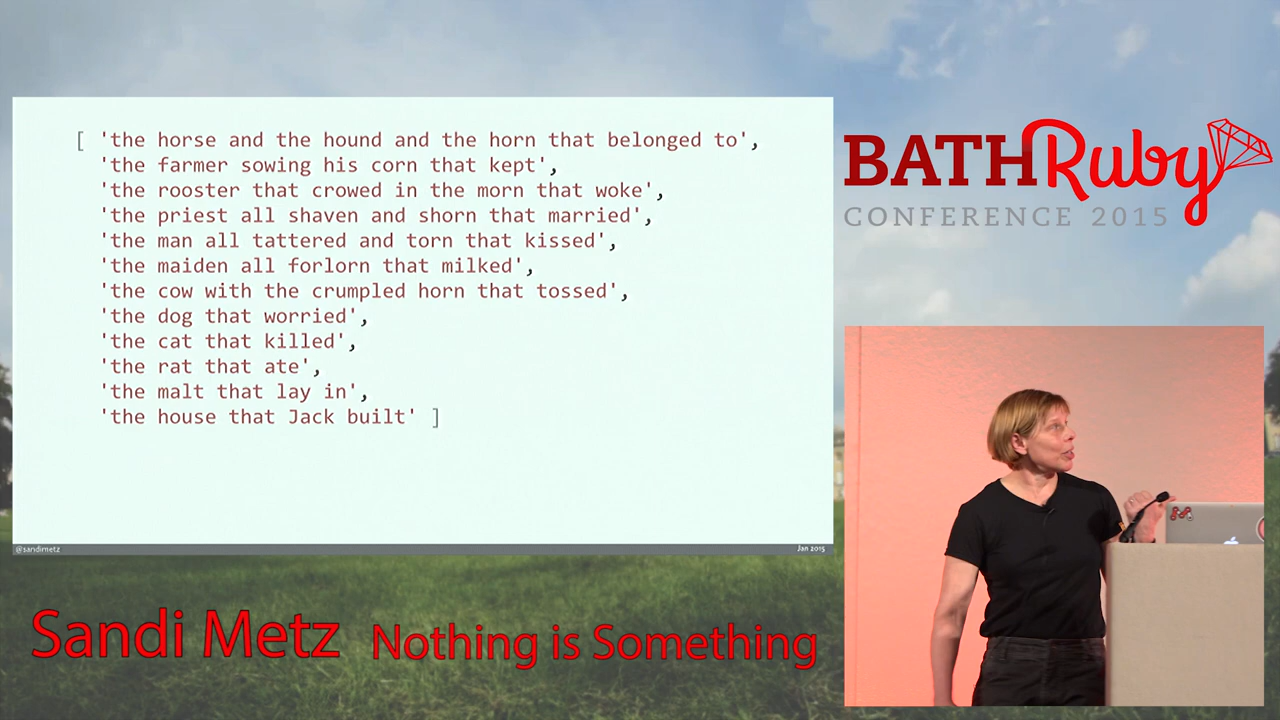 [ 'the horse and the hound and the horn that belonged to',
'the farmer sowing his corn that kept',
'the rooster that crowed in the morn that woke',
'the priest all shaven and shorn that married',
'the man all tattered and torn that kissed',
'the maiden all forlorn that milked',
'the cow with the crumpled horn that tossed',
'the dog that worried',
'the cat that killed',
'the rat that ate',
'the malt that lay in',
'the house that Jack built' ]
@sandimetz
Jan 2015
BATHRuby
CONFERENCE 2015
Sandi Metz
Nothing is Something